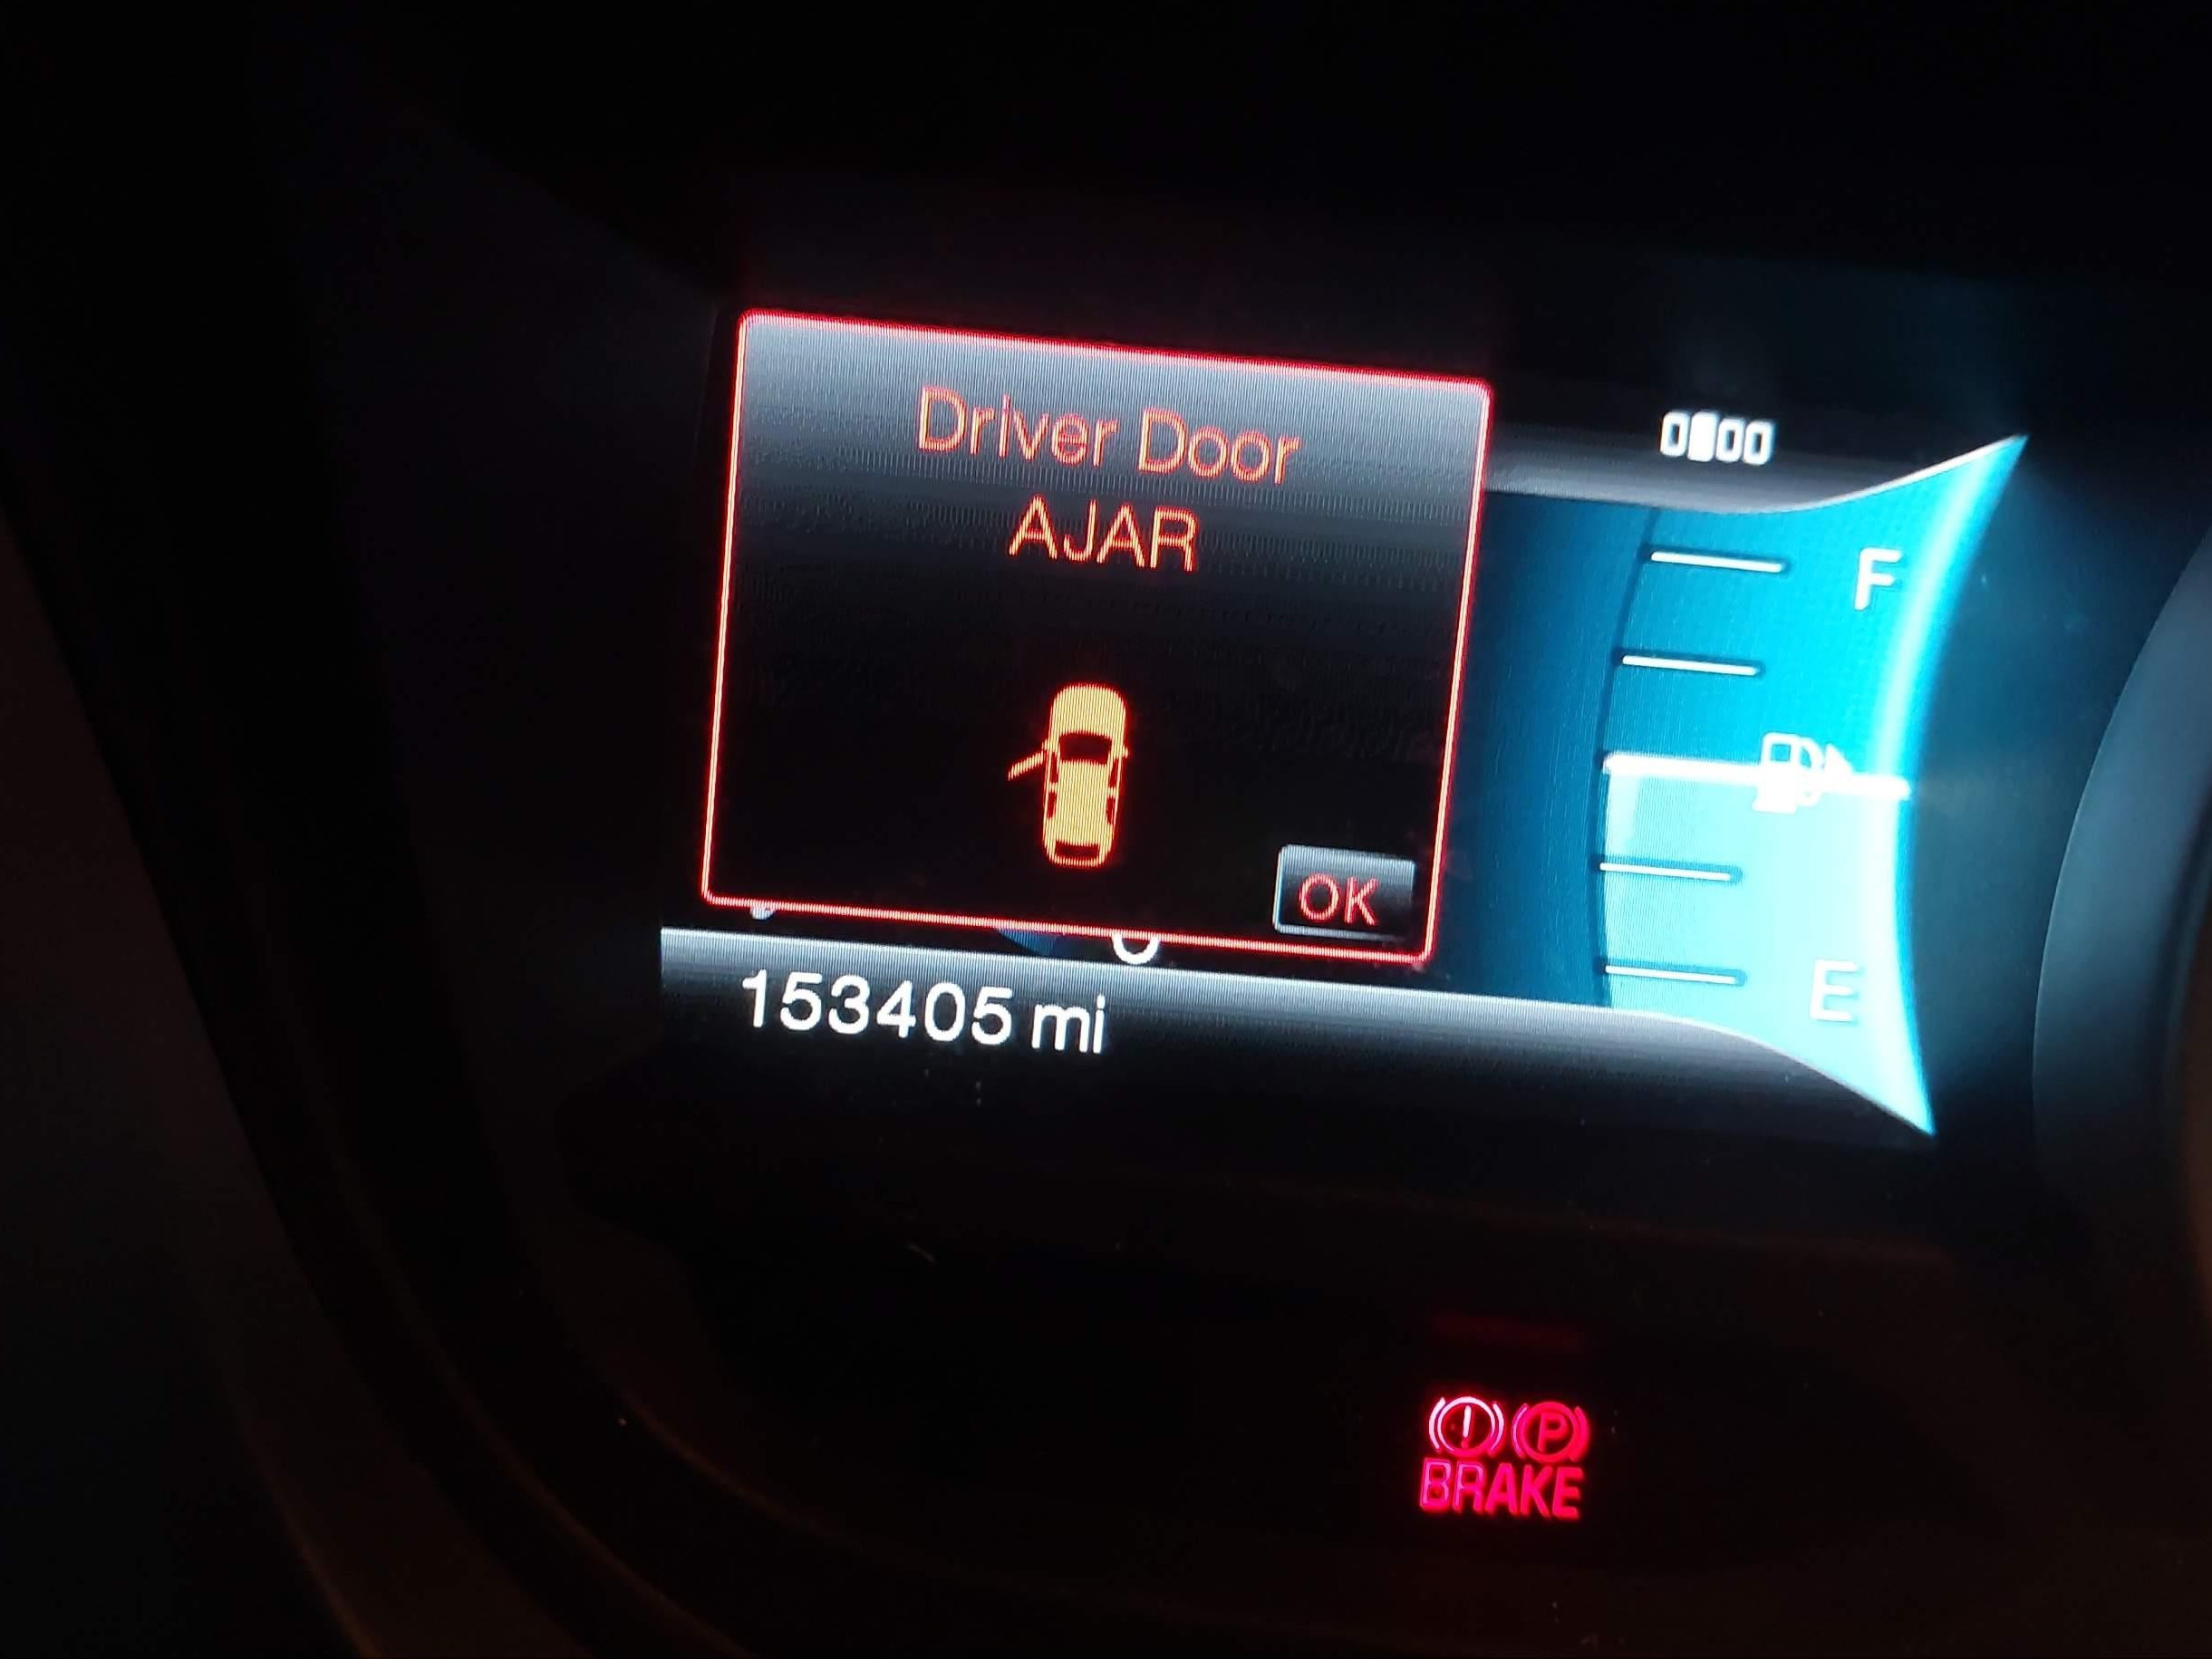 Driver Door
AJAR
OK
F
E
153405 mi
P
BRAKE